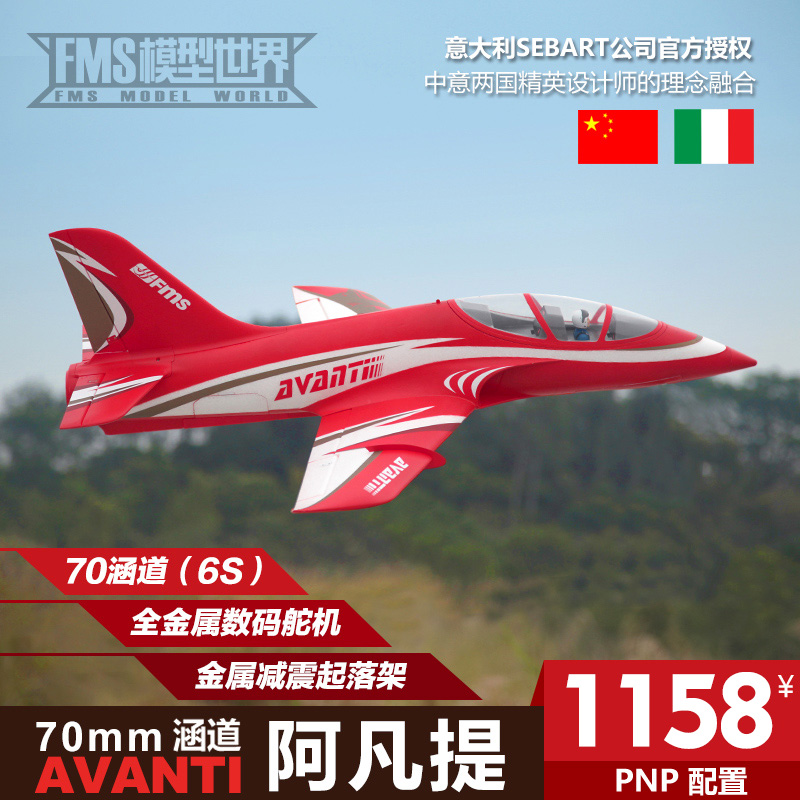 FMS模型世界
FMS MODEL WORLD
意大利SEBART公司官方授权
中意两国精英设计师的理念融合
FMS
AVANTI
AVANTI
70涵道（6S）
全金属数码舵机
金属减震起落架
70mm 涵道
AVANTI
阿凡提
1158¥
PNP 配置